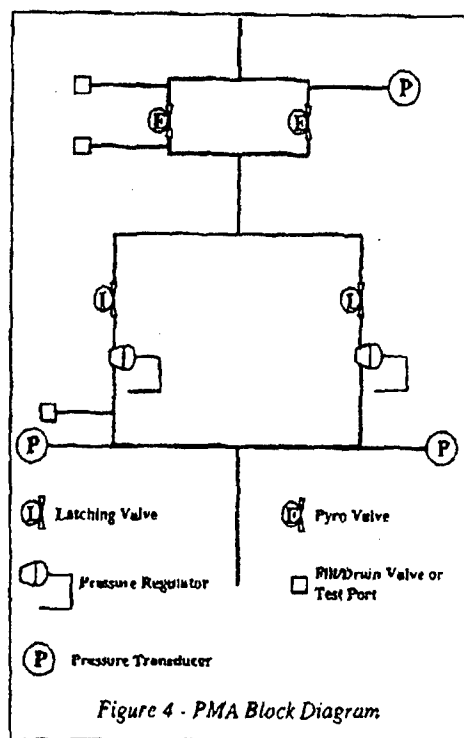 P
E
E
L
L
P
P
L Latching Valve
E Pyro Valve
Pressure Regulator
Fill/Drain Valve or
Test Port
P Pressure Transducer
Figure 4 - PMA Block Diagram